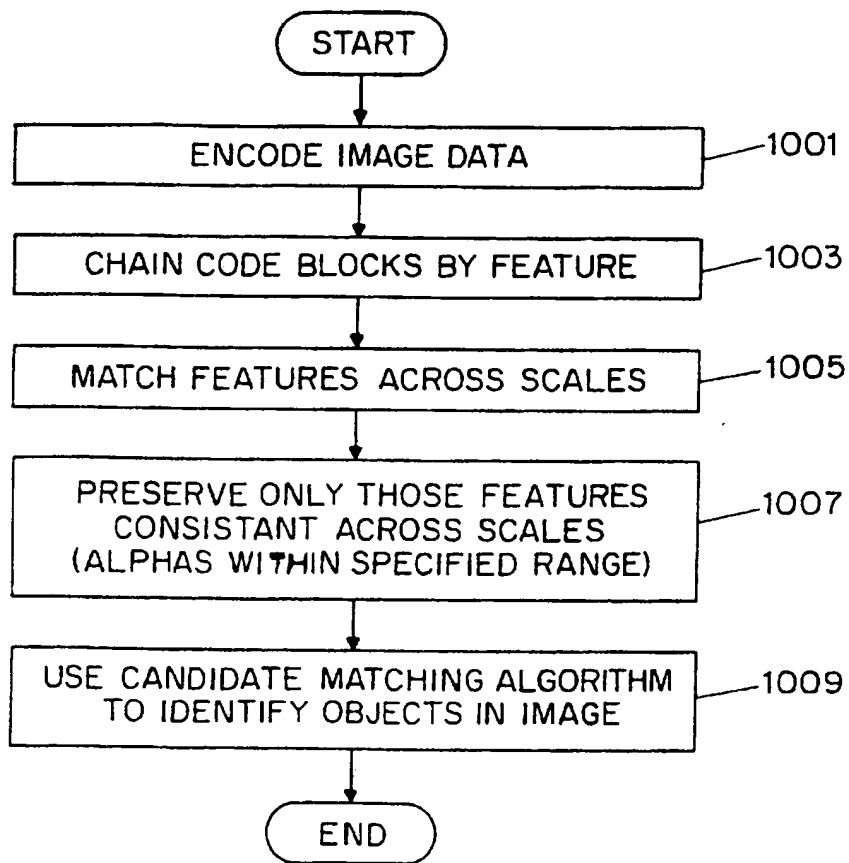 START
ENCODE IMAGE DATA
1001
CHAIN CODE BLOCKS BY FEATURE
1003
MATCH FEATURES ACROSS SCALES
1005
PRESERVE ONLY THOSE FEATURES
CONSISTANT ACROSS SCALES
(ALPHAS WITHIN SPECIFIED RANGE)
1007
USE CANDIDATE MATCHING ALGORITHM
TO IDENTIFY OBJECTS IN IMAGE
1009
END